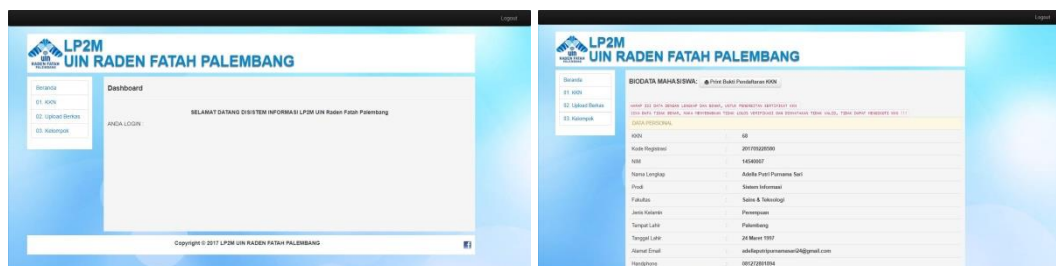 Logout
LP2M
UIN RADEN FATAH PALEMBANG
Beranda
01. KKN
02. Upload Berkas
03. Kelompok
Dashboard
SELAMAT DATANG DISISTEM INFORMASI LP2M UIN Raden Fatah Palembang
ANDA LOGIN
Copyright © 2017 LP2M UIN RADEN FATAH PALEMBANG
Logout
LP2M
UIN RADEN FATAH PALEMBANG
Beranda
01. KKN
02. Upload Berkas
03. Kelompok
BIODATA MAHASISWA: Print Bukti Pendaftaran KKN
DATA PERSONAL
KKN : 68
Kode Registrasi :
NIM : 14540007
Nama Lengkap : Adella Putri Purnama Sari
Prodi : Sistem Informasi
Fakultas : Sains & Teknologi
Jenis Kelamin : Perempuan
Tempat Lahir : Palembang
Tanggal Lahir : 24 Maret 1997
Alamat Email : adellaputripurnamasari24@gmail.com
Handphone : 081272801894